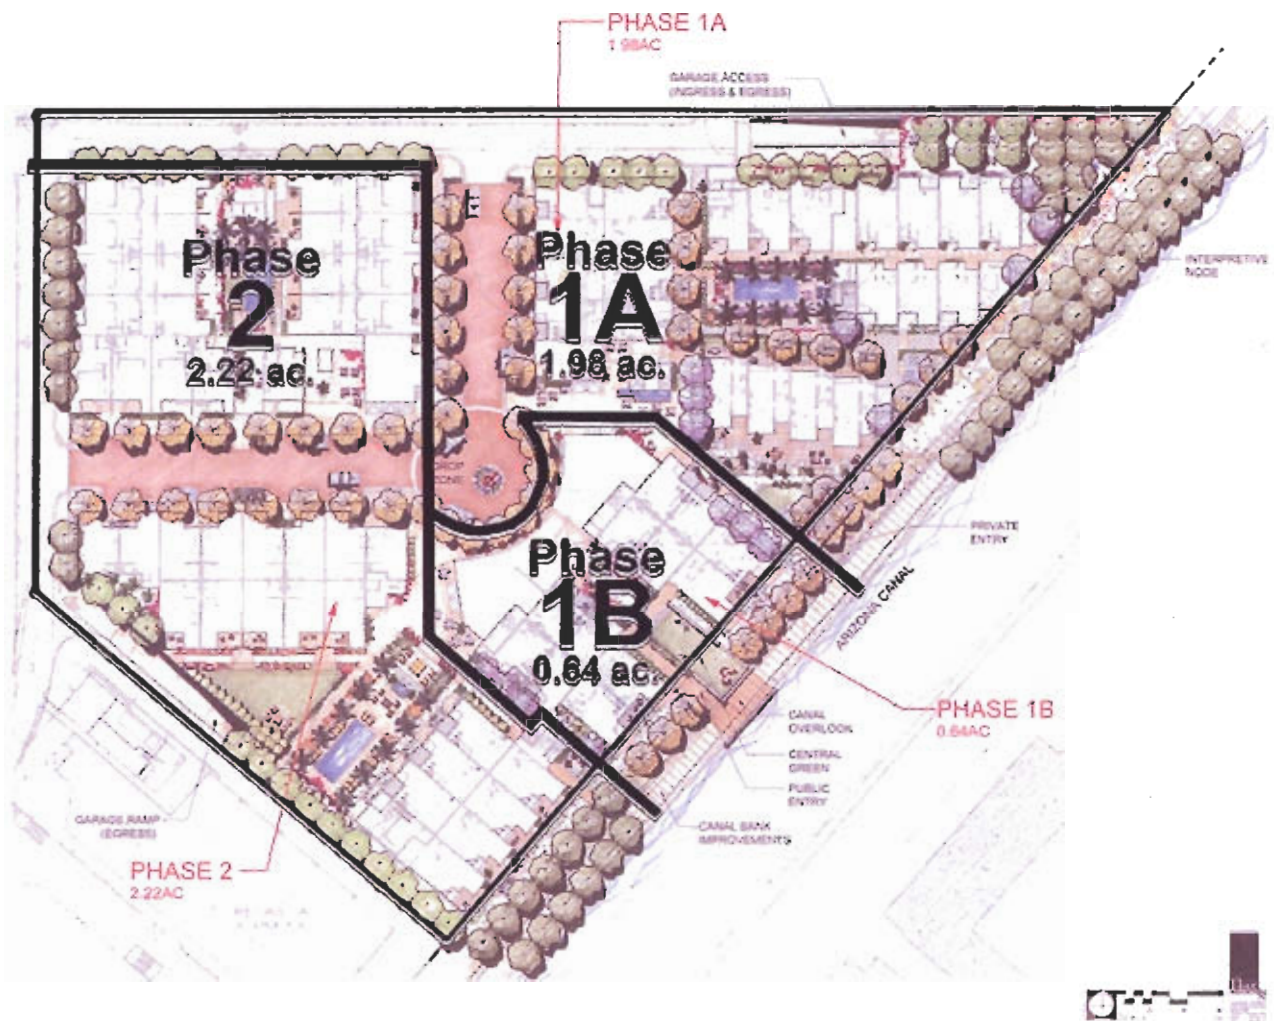 PHASE 1A
1.98AC
GARAGE ACCESS
(INGRESS & EGRESS)
INTERPRETIVE
NODE
Phase
2
2.22 ac.
Phase
1A
1.98 ac.
DROP
ZONE
PRIVATE
ENTRY
ARIZONA CANAL
Phase
1B
0.64 ac.
PHASE 1B
0.64AC
CANAL
OVERLOOK
CENTRAL
GREEN
PUBLIC
ENTRY
CANAL BANK
IMPROVEMENTS
GARAGE RAMP
(EGRESS)
PHASE 2
2.22AC